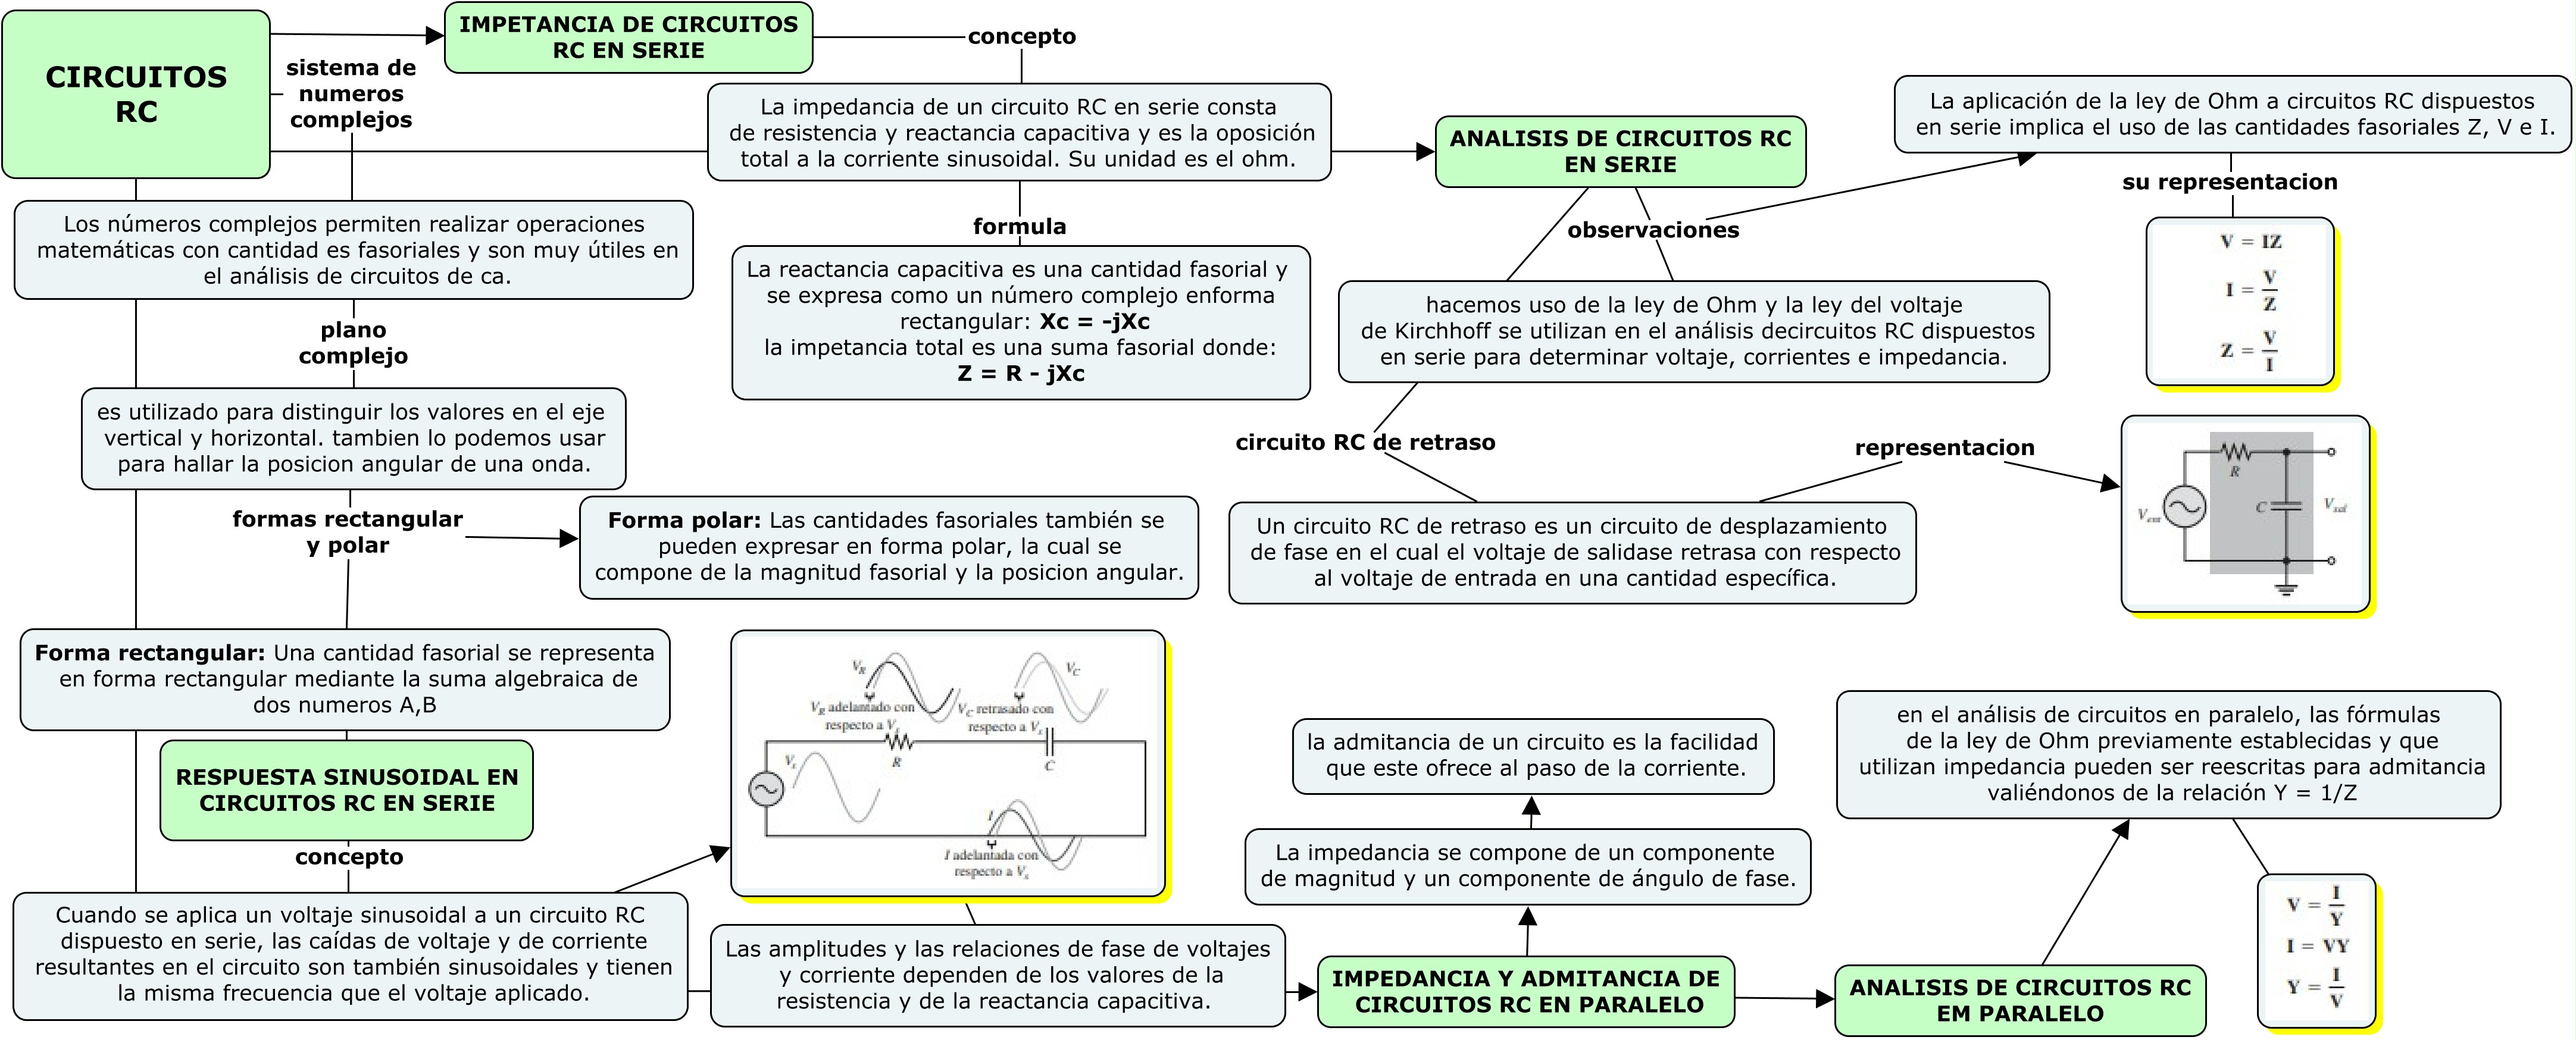 CIRCUITOS
RC
IMPETANCIA DE CIRCUITOS
RC EN SERIE
concepto
La impedancia de un circuito RC en serie consta
de resistencia y reactancia capacitiva y es la oposición
total a la corriente sinusoidal. Su unidad es el ohm.
formula
La reactancia capacitiva es una cantidad fasorial y
se expresa como un número complejo enforma
rectangular: Xc = -jXc
la impetancia total es una suma fasorial donde:
Z = R - jXc
sistema de
numeros
complejos
Los números complejos permiten realizar operaciones
matemáticas con cantidad es fasoriales y son muy útiles en
el análisis de circuitos de ca.
plano
complejo
es utilizado para distinguir los valores en el eje
vertical y horizontal. tambien lo podemos usar
para hallar la posicion angular de una onda.
formas rectangular
y polar
Forma polar: Las cantidades fasoriales también se
pueden expresar en forma polar, la cual se
compone de la magnitud fasorial y la posicion angular.
Forma rectangular: Una cantidad fasorial se representa
en forma rectangular mediante la suma algebraica de
dos numeros A,B
ANALISIS DE CIRCUITOS RC
EN SERIE
observaciones
La aplicación de la ley de Ohm a circuitos RC dispuestos
en serie implica el uso de las cantidades fasoriales Z, V e I.
su representacion
V = IZ
I = V/Z
Z = V/I
hacemos uso de la ley de Ohm y la ley del voltaje
de Kirchhoff se utilizan en el análisis decircuitos RC dispuestos
en serie para determinar voltaje, corrientes e impedancia.
circuito RC de retraso
Un circuito RC de retraso es un circuito de desplazamiento
de fase en el cual el voltaje de salidase retrasa con respecto
al voltaje de entrada en una cantidad específica.
representacion
R
C
Vent
Vsal
RESPUESTA SINUSOIDAL EN
CIRCUITOS RC EN SERIE
concepto
Cuando se aplica un voltaje sinusoidal a un circuito RC
dispuesto en serie, las caídas de voltaje y de corriente
resultantes en el circuito son también sinusoidales y tienen
la misma frecuencia que el voltaje aplicado.
VR
VC
VR adelantado con
respecto a Vs
VC retrasado con
respecto a Vs
Vs
R
C
I
I adelantada con
respecto a Vs
Las amplitudes y las relaciones de fase de voltajes
y corriente dependen de los valores de la
resistencia y de la reactancia capacitiva.
IMPEDANCIA Y ADMITANCIA DE
CIRCUITOS RC EN PARALELO
La impedancia se compone de un componente
de magnitud y un componente de ángulo de fase.
la admitancia de un circuito es la facilidad
que este ofrece al paso de la corriente.
ANALISIS DE CIRCUITOS RC
EM PARALELO
en el análisis de circuitos en paralelo, las fórmulas
de la ley de Ohm previamente establecidas y que
utilizan impedancia pueden ser reescritas para admitancia
valiéndonos de la relación Y = 1/Z
V = I/Y
I = VY
Y = I/V